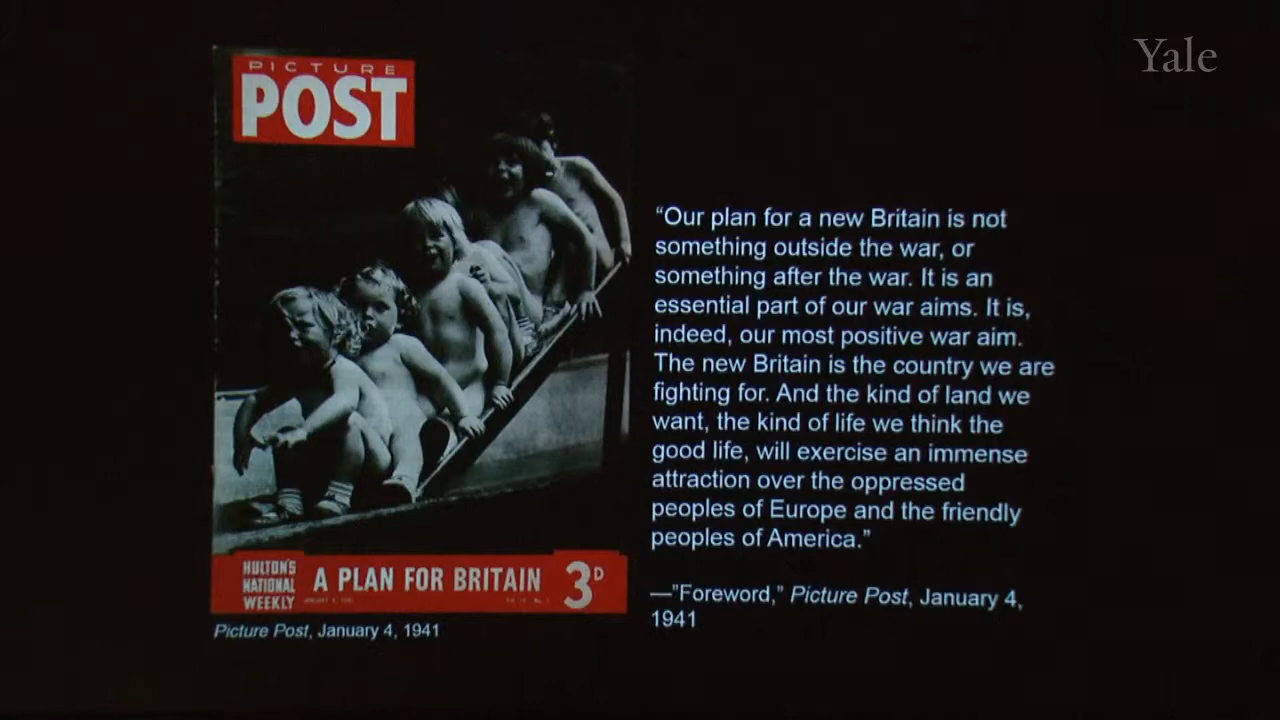 Yale
PICTURE
POST
HULTON'S
NATIONAL
WEEKLY
A PLAN FOR BRITAIN
3D
Picture Post, January 4, 1941
“Our plan for a new Britain is not
something outside the war, or
something after the war. It is an
essential part of our war aims. It is,
indeed, our most positive war aim.
The new Britain is the country we are
fighting for. And the kind of land we
want, the kind of life we think the
good life, will exercise an immense
attraction over the oppressed
peoples of Europe and the friendly
peoples of America.”
—"Foreword,” Picture Post, January 4,
1941